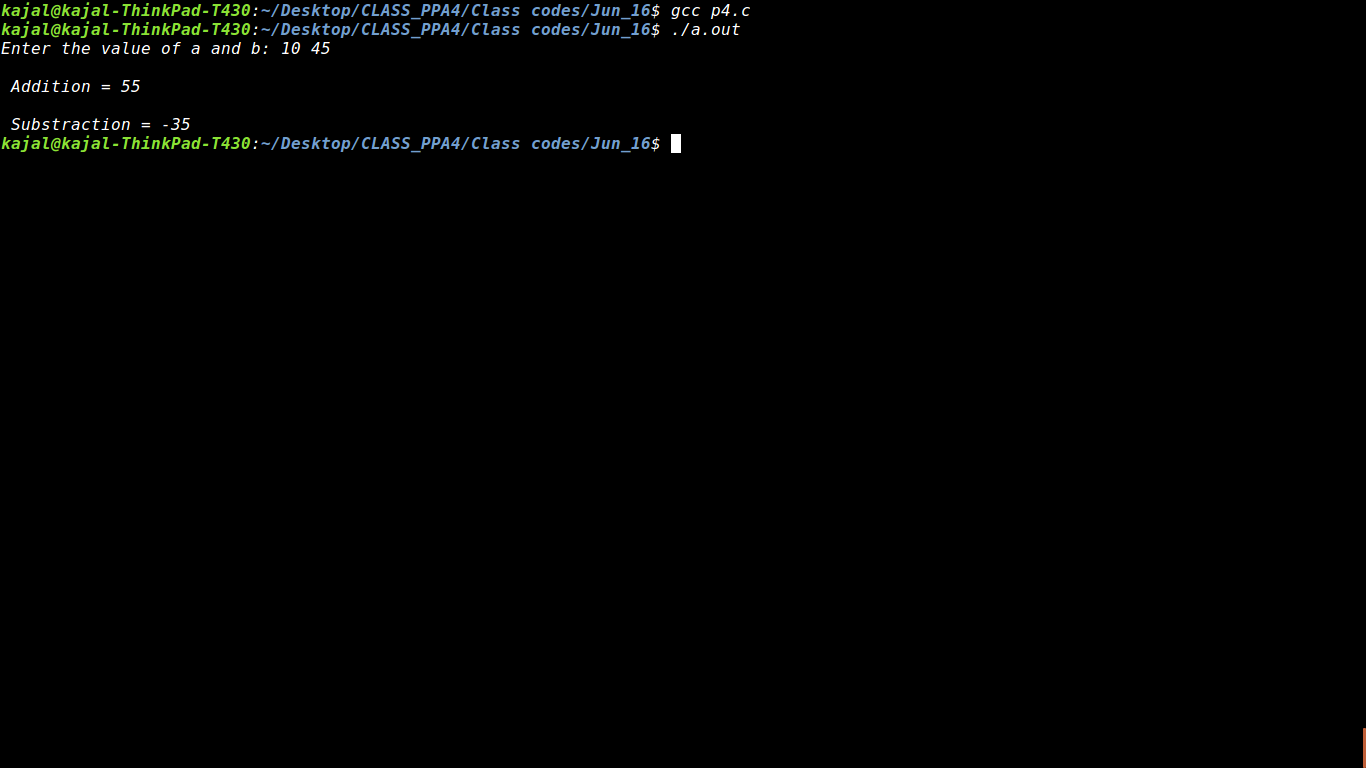 kajal@kajal-ThinkPad-T430:~/Desktop/CLASS_PPA4/Class codes/Jun_16$ gcc p4.c
kajal@kajal-ThinkPad-T430:~/Desktop/CLASS_PPA4/Class codes/Jun_16$ ./a.out
Enter the value of a and b: 10 45
Addition = 55
Substraction = -35
kajal@kajal-ThinkPad-T430:~/Desktop/CLASS_PPA4/Class codes/Jun_16$